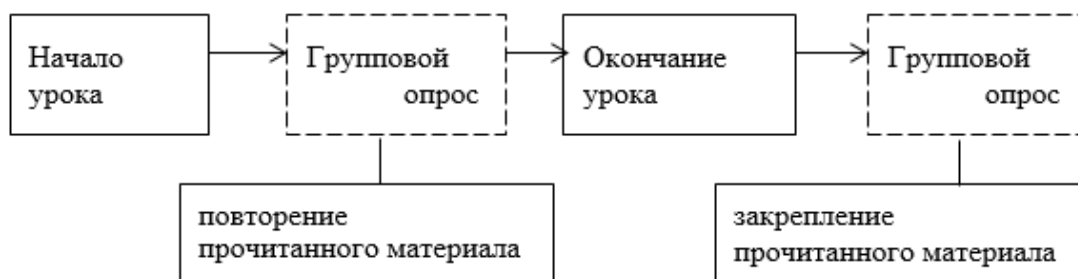 Начало
урока
Групповой
опрос
Окончание
урока
Групповой
опрос
повторение
прочитанного материала
закрепление
прочитанного материала